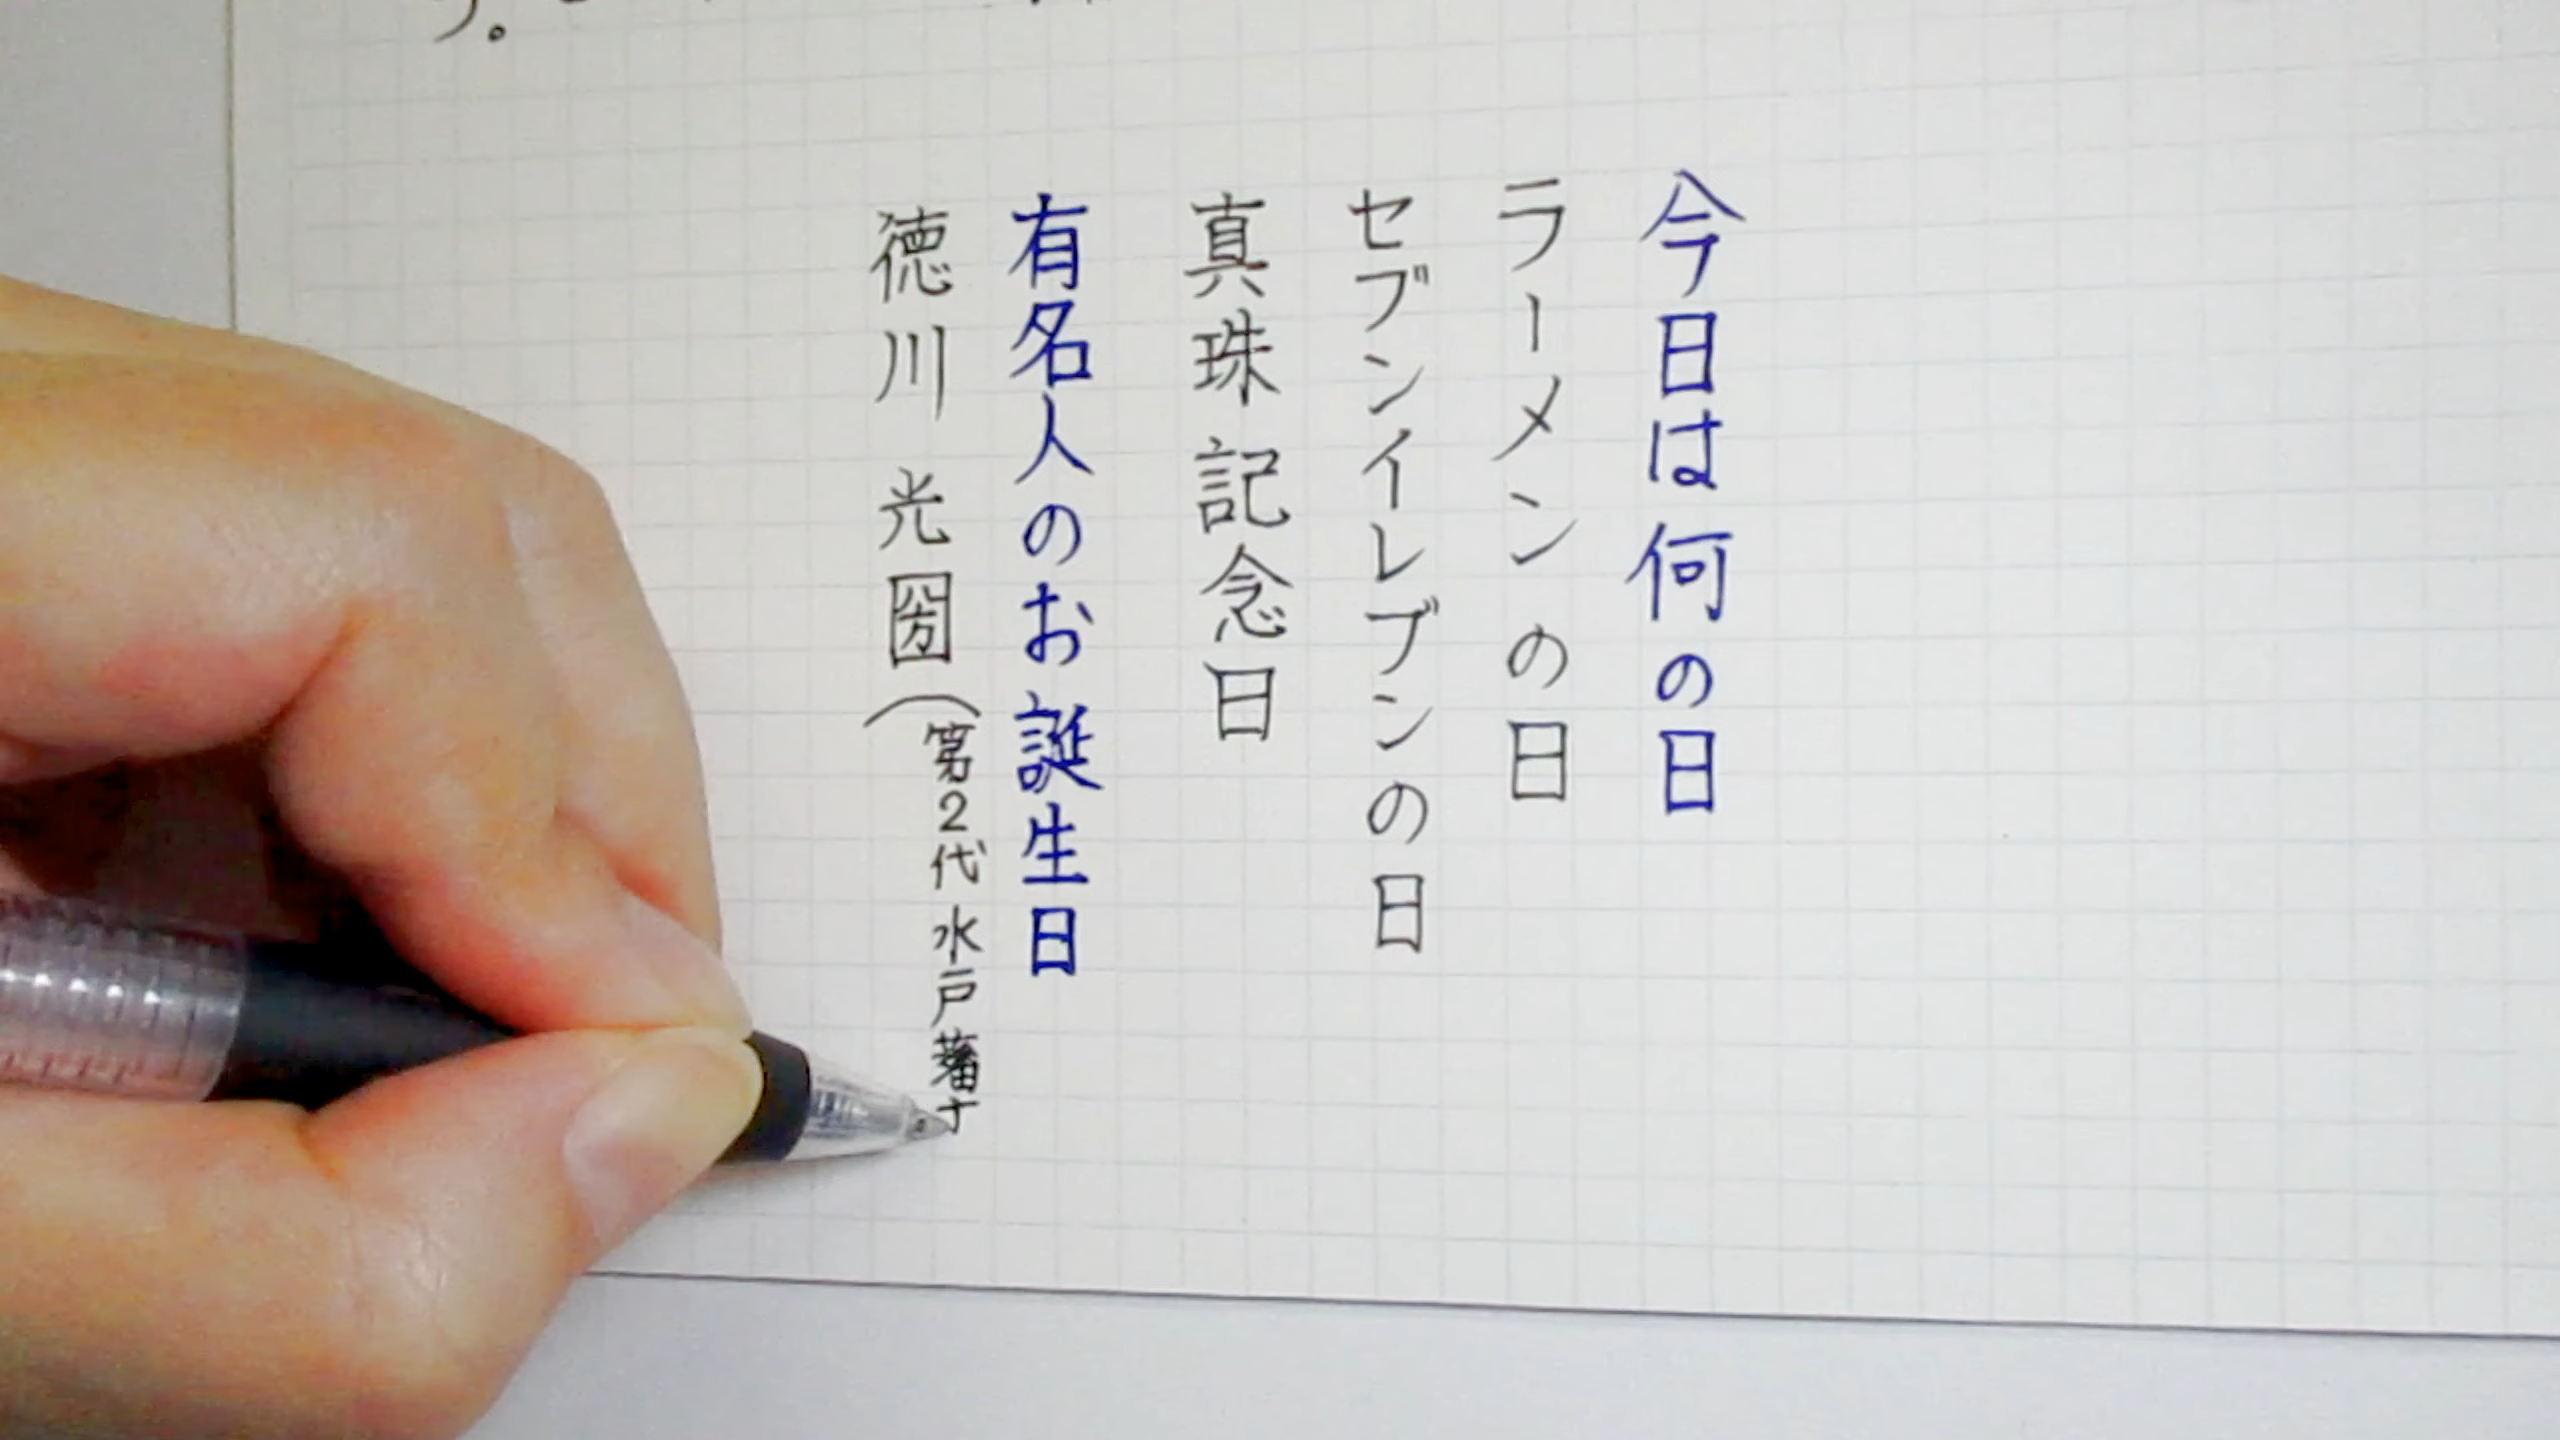 今日は何の日
ラーメンの日
セブンイレブンの日
真珠記念日
有名人のお誕生日
徳川光圀(第2代水戸藩
う。